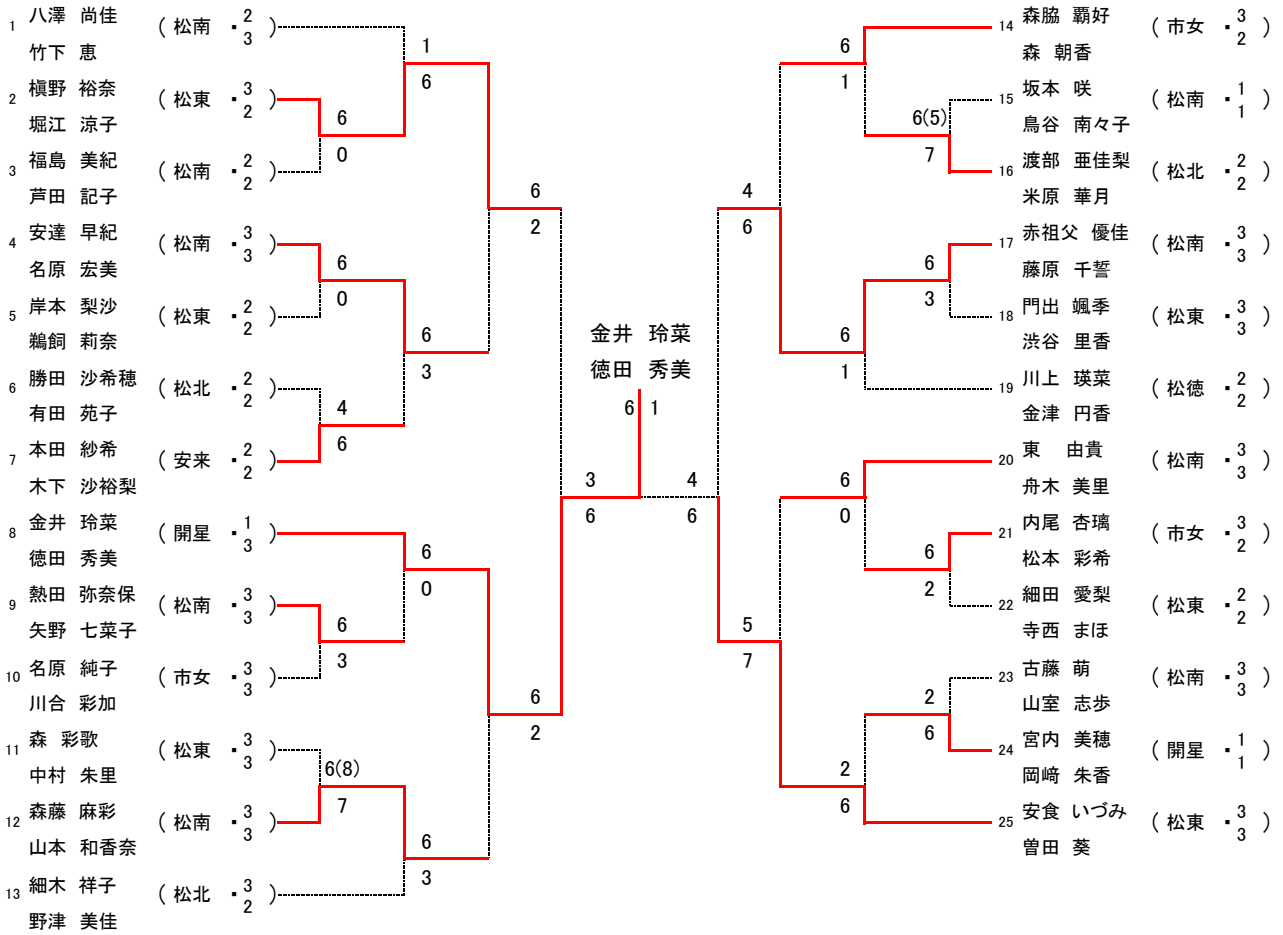 1 八澤 尚佳 竹下 恵 ( 松南 ・ 2 3 )
2 槇野 裕奈 堀江 涼子 ( 松東 ・ 3 2 )
3 福島 美紀 芦田 記子 ( 松南 ・ 2 2 )
4 安達 早紀 名原 宏美 ( 松南 ・ 3 3 )
5 岸本 梨沙 鵜飼 莉奈 ( 松東 ・ 2 2 )
6 勝田 沙希穂 有田 苑子 ( 松北 ・ 2 2 )
7 本田 紗希 木下 沙裕梨 ( 安来 ・ 2 2 )
8 金井 玲菜 徳田 秀美 ( 開星 ・ 1 3 )
9 熱田 弥奈保 矢野 七菜子 ( 松南 ・ 3 3 )
10 名原 純子 川合 彩加 ( 市女 ・ 3 3 )
11 森 彩歌 中村 朱里 ( 松東 ・ 3 3 )
12 森藤 麻彩 山本 和香奈 ( 松南 ・ 3 3 )
13 細木 祥子 野津 美佳 ( 松北 ・ 3 2 )
6 0
6 0
4 6
6 3
6(8) 7
1 6
6 3
6 0
6 3
6 2
6 2
3 6
金井 玲菜
徳田 秀美
6 1
4 6
4 6
5 7
6 1
6 1
6 0
2 6
6(5) 7
6 3
6 2
2 6
14 森脇 覇好 森 朝香 ( 市女 ・ 3 2 )
15 坂本 咲 鳥谷 南々子 ( 松南 ・ 1 1 )
16 渡部 亜佳梨 米原 華月 ( 松北 ・ 2 2 )
17 赤祖父 優佳 藤原 千誓 ( 松南 ・ 3 3 )
18 門出 颯季 渋谷 里香 ( 松東 ・ 3 3 )
19 川上 瑛菜 金津 円香 ( 松徳 ・ 2 2 )
20 東 由貴 舟木 美里 ( 松南 ・ 3 3 )
21 内尾 杏璃 松本 彩希 ( 市女 ・ 3 2 )
22 細田 愛梨 寺西 まほ ( 松東 ・ 2 2 )
23 古藤 萌 山室 志歩 ( 松南 ・ 3 3 )
24 宮内 美穂 岡﨑 朱香 ( 開星 ・ 1 1 )
25 安食 いづみ 曽田 葵 ( 松東 ・ 3 3 )